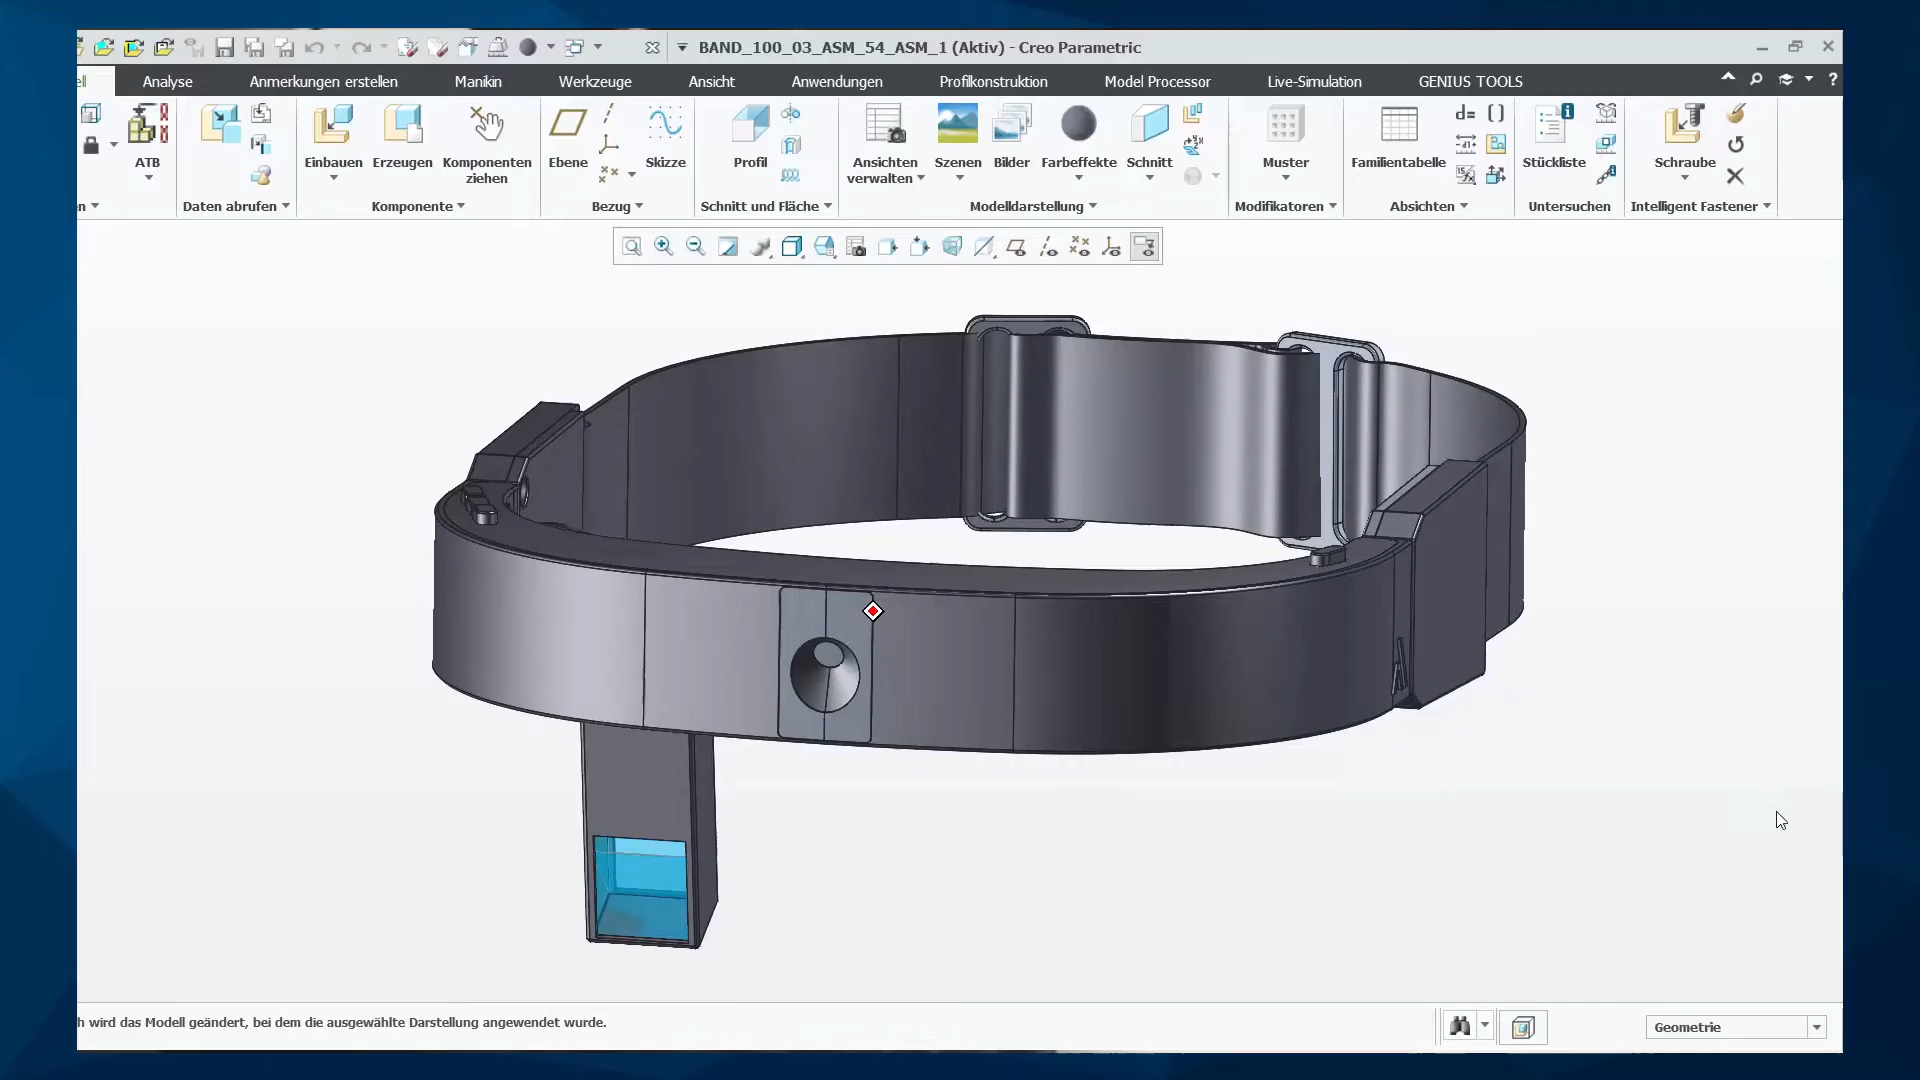 BAND_100_03_ASM_54_ASM_1 (Aktiv) - Creo Parametric
ell Analyse Anmerkungen erstellen Manikin Werkzeuge Ansicht Anwendungen Profilkonstruktion Model Processor Live-Simulation GENIUS TOOLS ?
ATB Einbauen Erzeugen Komponenten ziehen Ebene Skizze Profil Ansichten verwalten Szenen Bilder Farbeffekte Schnitt Muster Familientabelle d= [ ] Stückliste Schraube
n Daten abrufen Komponente Bezug Schnitt und Fläche Modelldarstellung Modifikatoren Absichten Untersuchen Intelligent Fastener
h wird das Modell geändert, bei dem die ausgewählte Darstellung angewendet wurde.
Geometrie